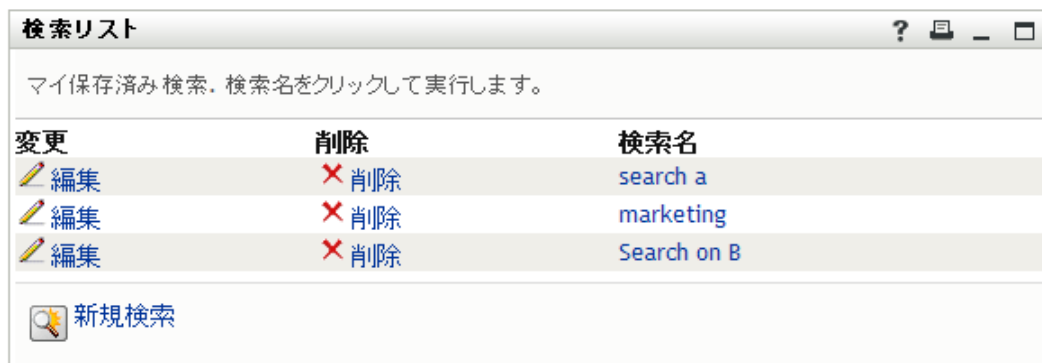 検索リスト ?
マイ保存済み検索. 検索名をクリックして実行します。
変更 削除 検索名
編集 削除 search a
編集 削除 marketing
編集 削除 Search on B
新規検索